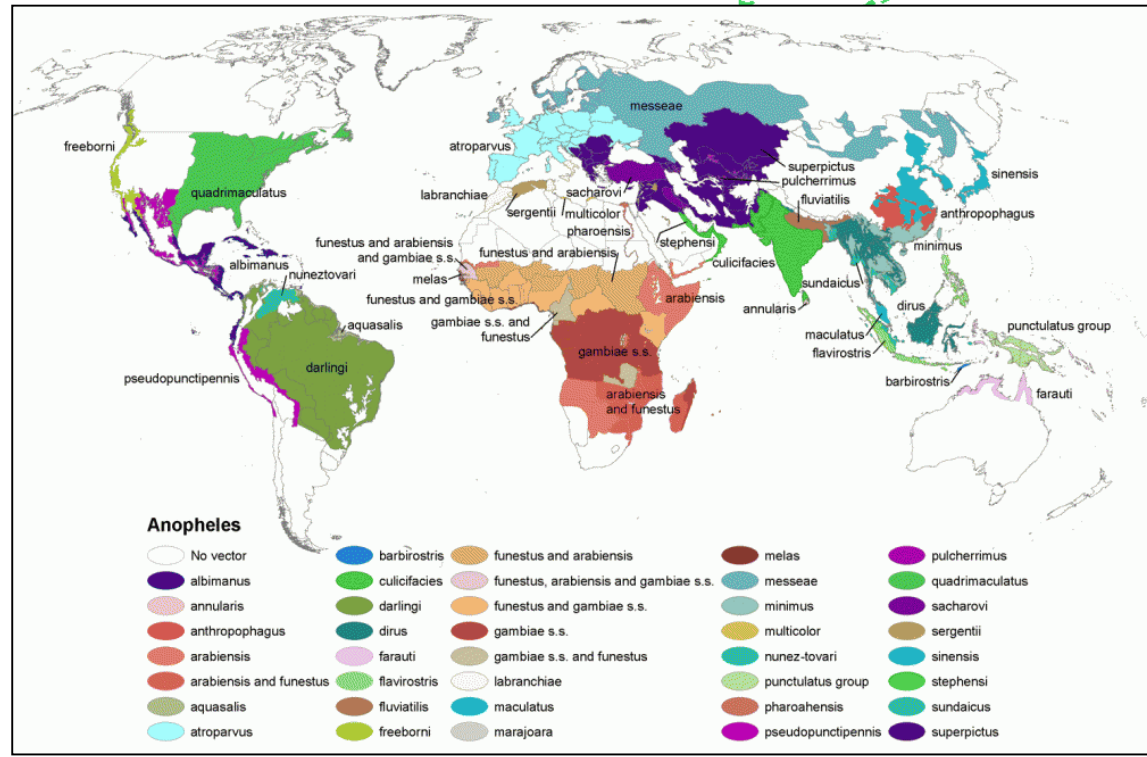 messeae
freeborni
atroparvus
superpictus
pulcherrimus
sinensis
quadrimaculatus
labranchiae
sacharovi
fluviatilis
sergentii
multicolor
anthropophagus
pharoensis
funestus and arabiensis
and gambiae s.s.
funestus and arabiensis
stephensi
minimus
albimanus
nuneztovari
melas
culicifacies
sundaicus
funestus and gambiae s.s.
arabiensis
annularis
dirus
aquasalis
gambiae s.s. and
funestus
maculatus
punctulatus group
gambiae s.s.
flavirostris
darlingi
pseudopunctipennis
barbirostris
arabiensis
and funestus
farauti
Anopheles
No vector
albimanus
annularis
anthropophagus
arabiensis
arabiensis and funestus
aquasalis
atroparvus
barbirostris
culicifacies
darlingi
dirus
farauti
flavirostris
fluviatilis
freeborni
funestus and arabiensis
funestus, arabiensis and gambiae s.s.
funestus and gambiae s.s.
gambiae s.s.
gambiae s.s. and funestus
labranchiae
maculatus
marajoara
melas
messeae
minimus
multicolor
nunez-tovari
punctulatus group
pharoahensis
pseudopunctipennis
pulcherrimus
quadrimaculatus
sacharovi
sergentii
sinensis
stephensi
sundaicus
superpictus